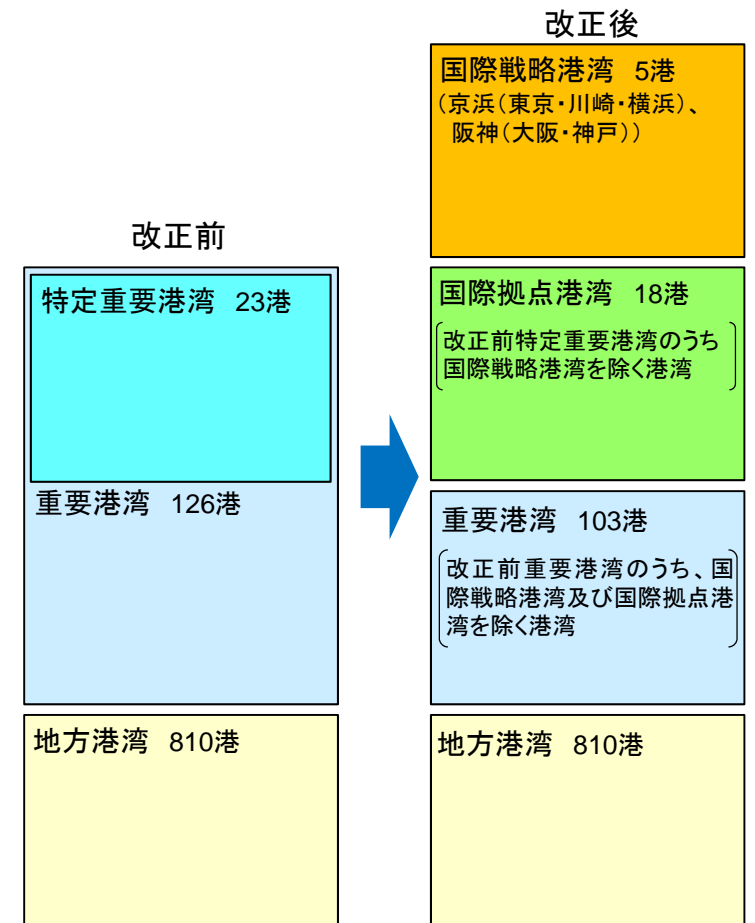 改正前
特定重要港湾 23港
重要港湾 126港
地方港湾 810港
改正後
国際戦略港湾 5港
(京浜(東京・川崎・横浜)、
阪神(大阪・神戸))
国際拠点港湾 18港
改正前特定重要港湾のうち
国際戦略港湾を除く港湾
重要港湾 103港
改正前重要港湾のうち、国
際戦略港湾及び国際拠点港
湾を除く港湾
地方港湾 810港